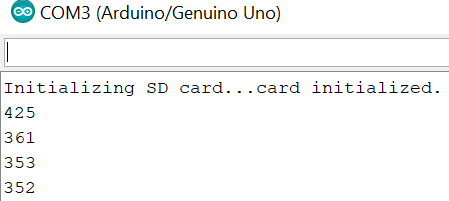 COM3 (Arduino/Genuino Uno)
Initializing SD card...card initialized.
425
361
353
352